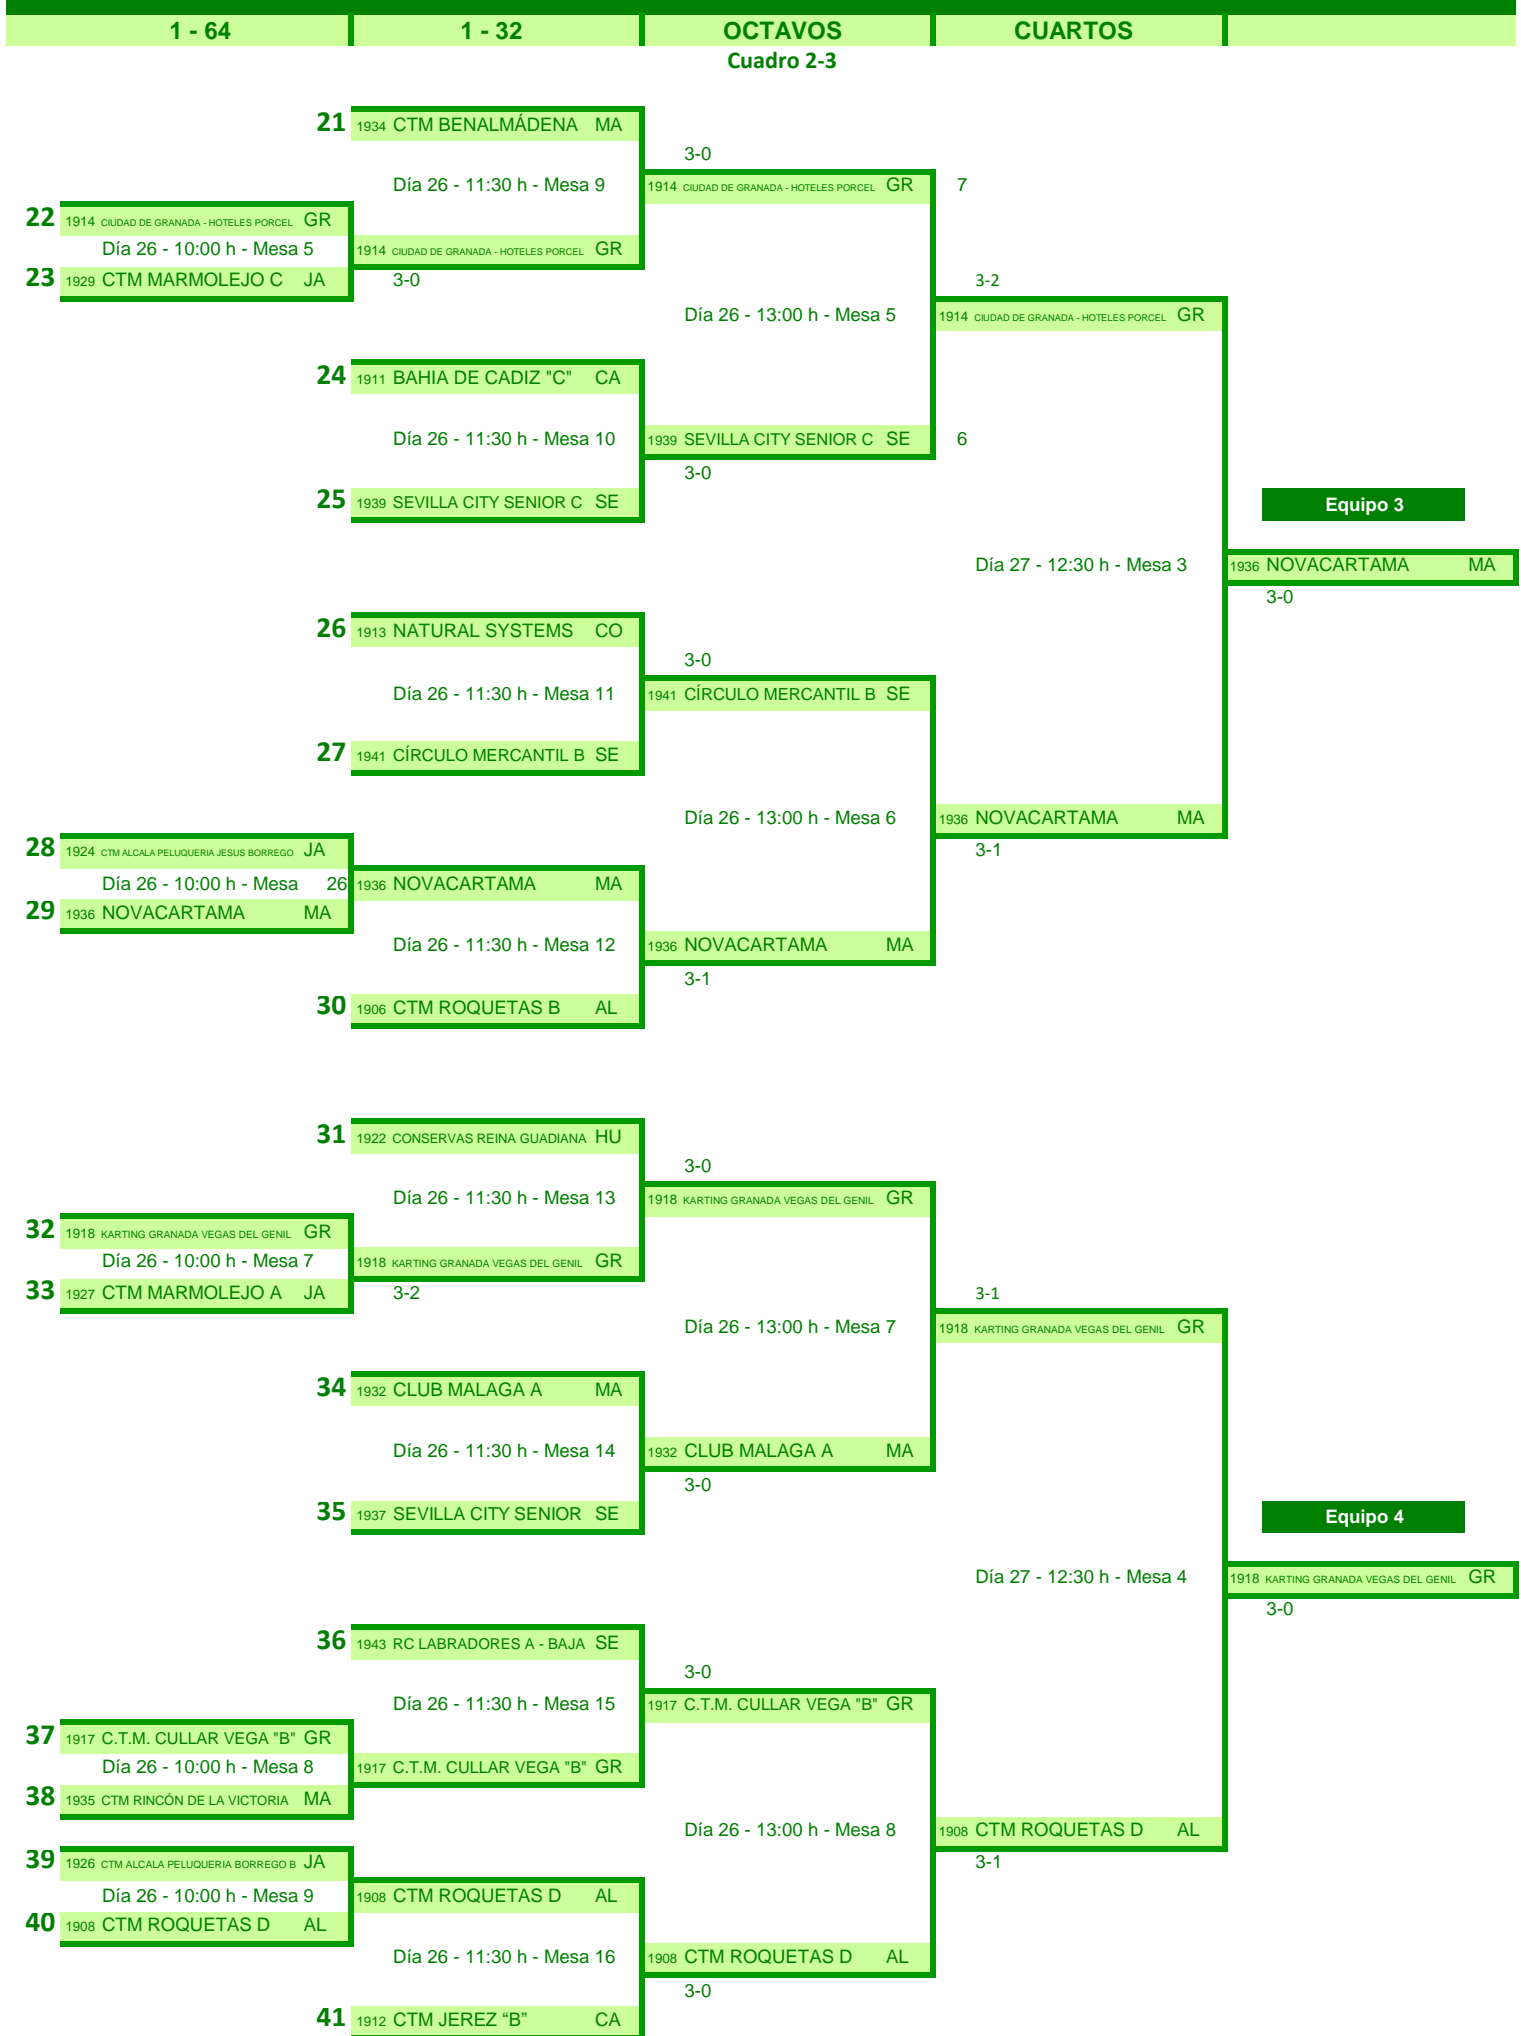 1 - 64 1 - 32 OCTAVOS CUARTOS
Cuadro 2-3
21 1934 CTM BENALMÁDENA MA
3-0
Día 26 - 11:30 h - Mesa 9 1914 CIUDAD DE GRANADA - HOTELES PORCEL GR 7
22 1914 CIUDAD DE GRANADA - HOTELES PORCEL GR
Día 26 - 10:00 h - Mesa 5 1914 CIUDAD DE GRANADA - HOTELES PORCEL GR
23 1929 CTM MARMOLEJO C JA 3-0 3-2
Día 26 - 13:00 h - Mesa 5 1914 CIUDAD DE GRANADA - HOTELES PORCEL GR
24 1911 BAHIA DE CADIZ "C" CA
Día 26 - 11:30 h - Mesa 10 1939 SEVILLA CITY SENIOR C SE 6
3-0
25 1939 SEVILLA CITY SENIOR C SE Equipo 3
Día 27 - 12:30 h - Mesa 3 1936 NOVACARTAMA MA
3-0
26 1913 NATURAL SYSTEMS CO
3-0
Día 26 - 11:30 h - Mesa 11 1941 CÍRCULO MERCANTIL B SE
27 1941 CÍRCULO MERCANTIL B SE
Día 26 - 13:00 h - Mesa 6 1936 NOVACARTAMA MA
28 1924 CTM ALCALA PELUQUERIA JESUS BORREGO JA 3-1
Día 26 - 10:00 h - Mesa 26 1936 NOVACARTAMA MA
29 1936 NOVACARTAMA MA
Día 26 - 11:30 h - Mesa 12 1936 NOVACARTAMA MA
3-1
30 1906 CTM ROQUETAS B AL
31 1922 CONSERVAS REINA GUADIANA HU
3-0
Día 26 - 11:30 h - Mesa 13 1918 KARTING GRANADA VEGAS DEL GENIL GR
32 1918 KARTING GRANADA VEGAS DEL GENIL GR
Día 26 - 10:00 h - Mesa 7 1918 KARTING GRANADA VEGAS DEL GENIL GR
33 1927 CTM MARMOLEJO A JA 3-2 3-1
Día 26 - 13:00 h - Mesa 7 1918 KARTING GRANADA VEGAS DEL GENIL GR
34 1932 CLUB MALAGA A MA
Día 26 - 11:30 h - Mesa 14 1932 CLUB MALAGA A MA
3-0
35 1937 SEVILLA CITY SENIOR SE Equipo 4
Día 27 - 12:30 h - Mesa 4 1918 KARTING GRANADA VEGAS DEL GENIL GR
3-0
36 1943 RC LABRADORES A - BAJA SE
3-0
Día 26 - 11:30 h - Mesa 15 1917 C.T.M. CULLAR VEGA "B" GR
37 1917 C.T.M. CULLAR VEGA "B" GR
Día 26 - 10:00 h - Mesa 8 1917 C.T.M. CULLAR VEGA "B" GR
38 1935 CTM RINCÓN DE LA VICTORIA MA
Día 26 - 13:00 h - Mesa 8 1908 CTM ROQUETAS D AL
39 1926 CTM ALCALA PELUQUERIA BORREGO B JA 3-1
Día 26 - 10:00 h - Mesa 9 1908 CTM ROQUETAS D AL
40 1908 CTM ROQUETAS D AL
Día 26 - 11:30 h - Mesa 16 1908 CTM ROQUETAS D AL
3-0
41 1912 CTM JEREZ “B” CA